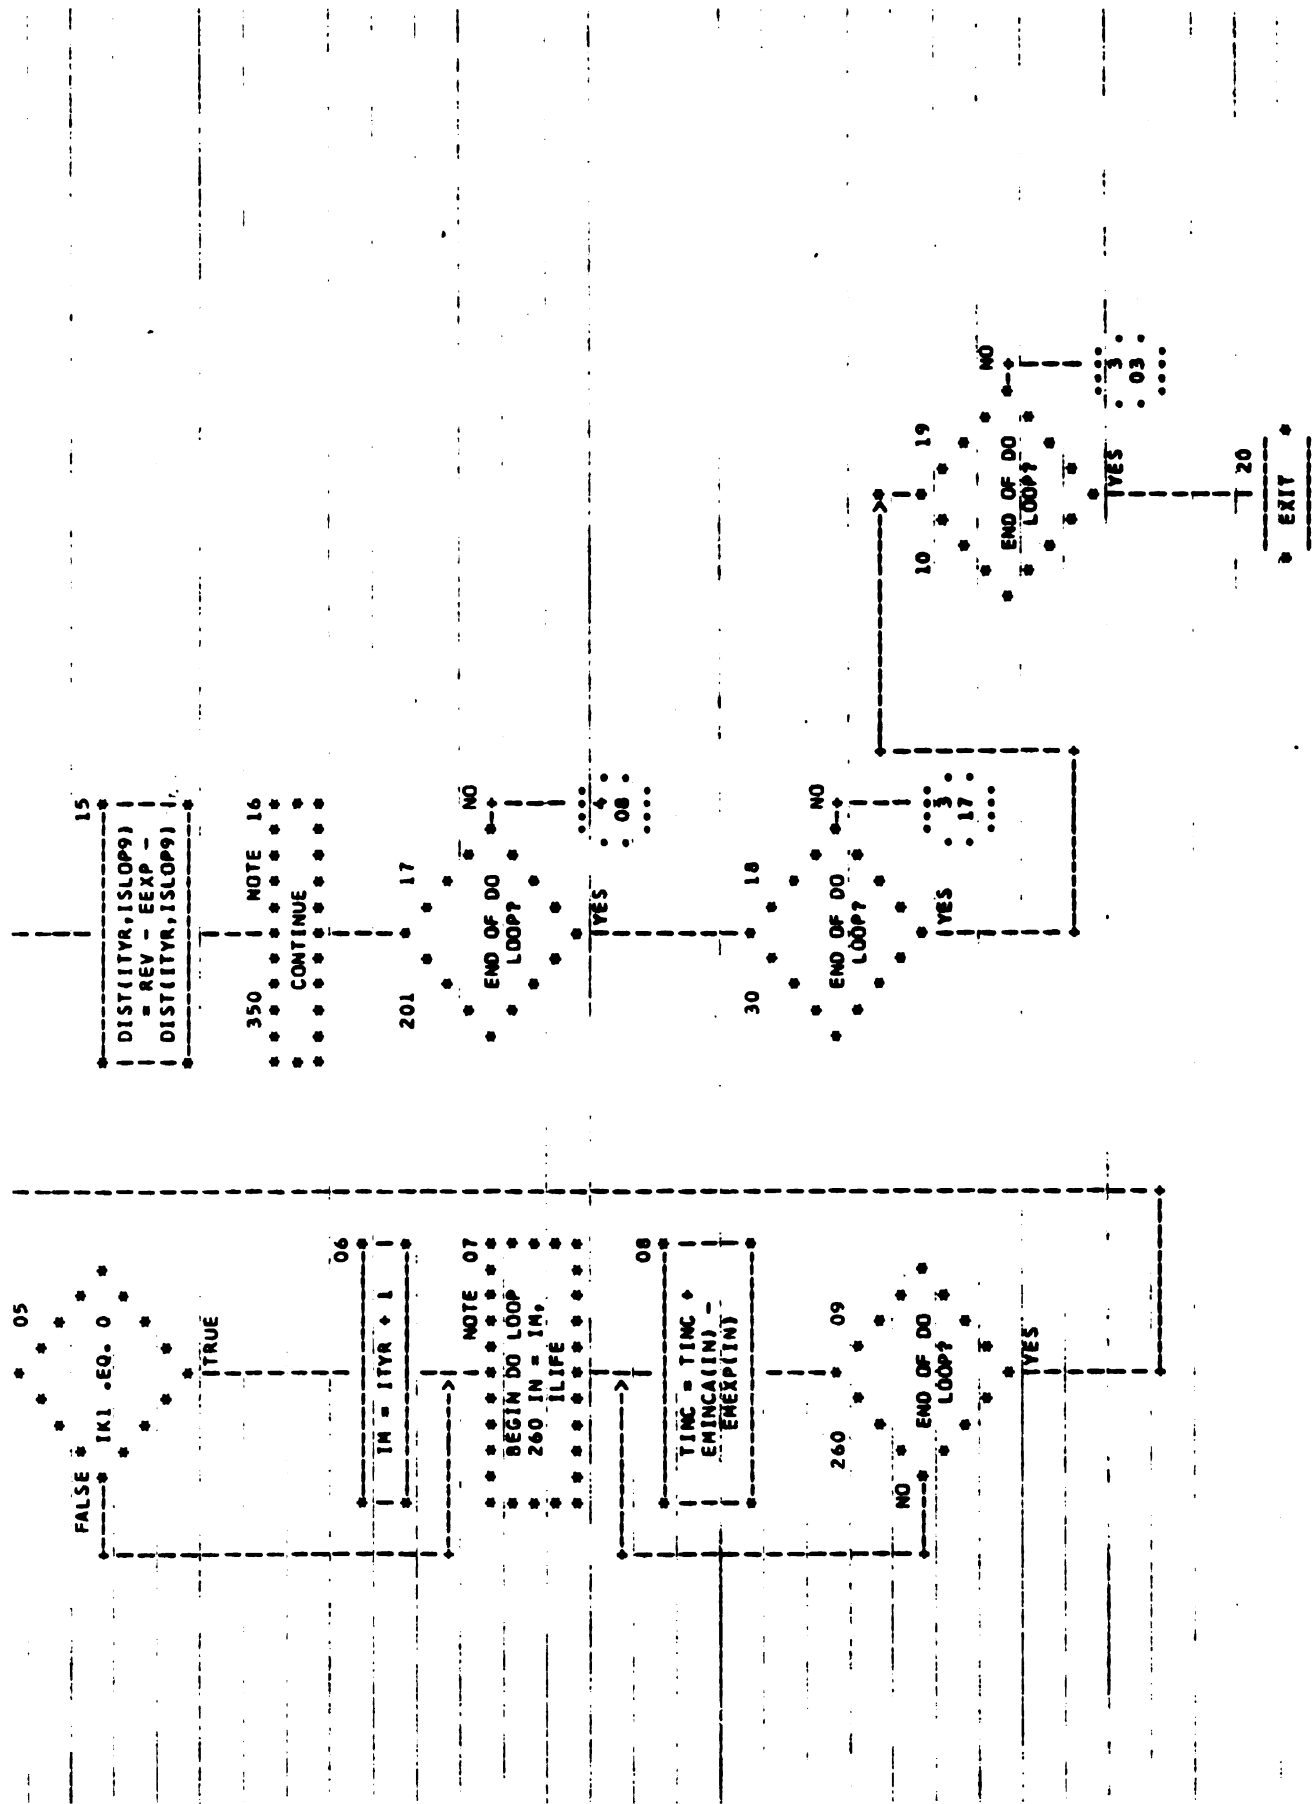 05
FALSE
IK1 .EQ. 0
TRUE
06
IM = ITYR + 1
NOTE 07
BEGIN DO LOOP
260 IN = IM,
ILIFE
08
TINC = TINC +
EMINCA(IN) -
EMEXP(IN)
260 09
NO
END OF DO
LOOP?
YES
15
DIST(ITYR,ISLOP9)
= REV - EEXP -
DIST(ITYR,ISLOP9)
350 NOTE 16
CONTINUE
201 17
NO
END OF DO
LOOP?
4
08
YES
30 18
NO
END OF DO
LOOP?
3
17
YES
10 19
NO
END OF DO
LOOP?
3
03
YES
20
EXIT